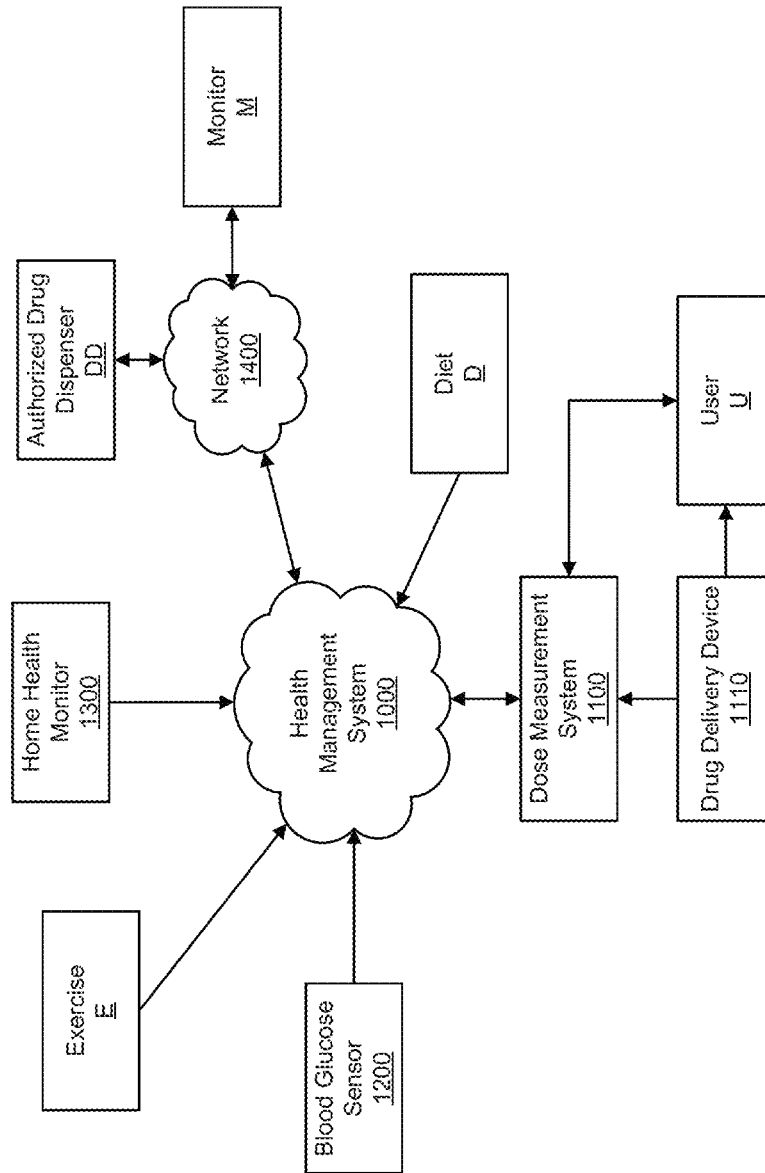 Exercise
E
Home Health
Monitor
1300
Authorized Drug
Dispenser
DD
Monitor
M
Network
1400
Blood Glucose
Sensor
1200
Health
Management
System
1000
Diet
D
Dose Measurement
System
1100
Drug Delivery Device
1110
User
U